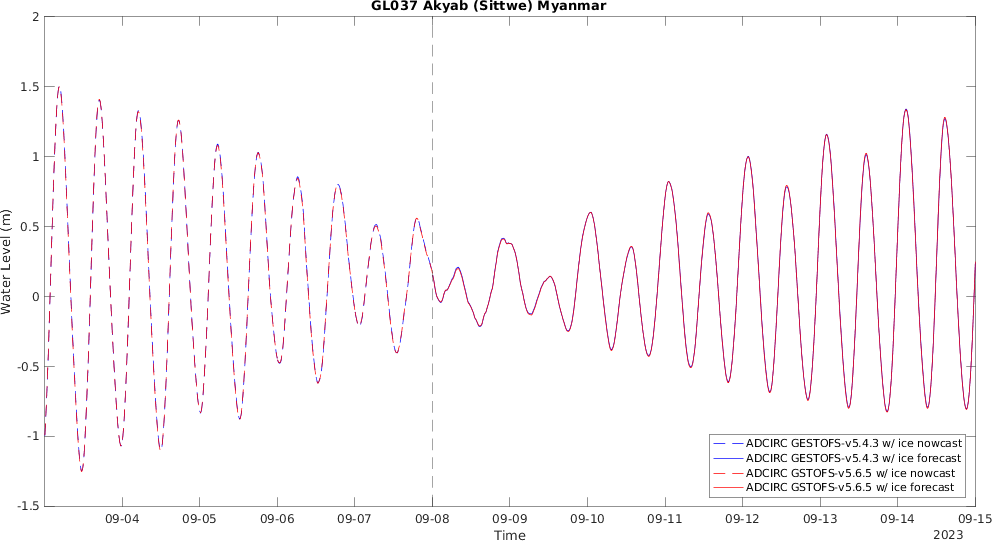 GL037 Akyab (Sittwe) Myanmar
2
1.5
1
0.5
0
-0.5
-1
-1.5
Water Level (m)
ADCIRC GESTOFS-v5.4.3 w/ ice nowcast
ADCIRC GESTOFS-v5.4.3 w/ ice forecast
ADCIRC GSTOFS-v5.6.5 w/ ice nowcast
ADCIRC GSTOFS-v5.6.5 w/ ice forecast
09-04 09-05 09-06 09-07 09-08 09-09 09-10 09-11 09-12 09-13 09-14 09-15
Time
2023